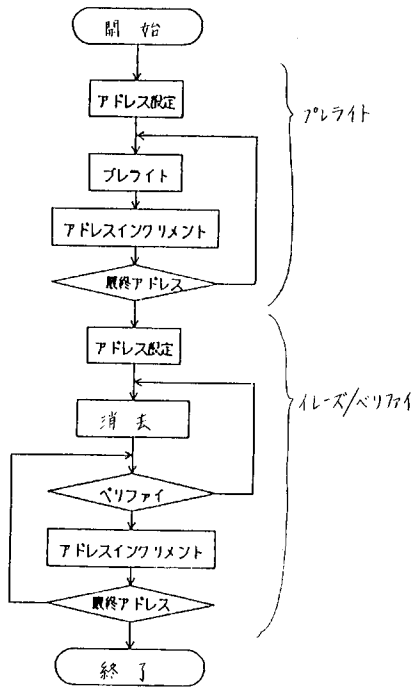 開始
アドレス設定
プレライト
アドレスインクリメント
最終アドレス
プレライト
アドレス設定
消去
ベリファイ
アドレスインクリメント
最終アドレス
イレーズ/ベリファイ
終了